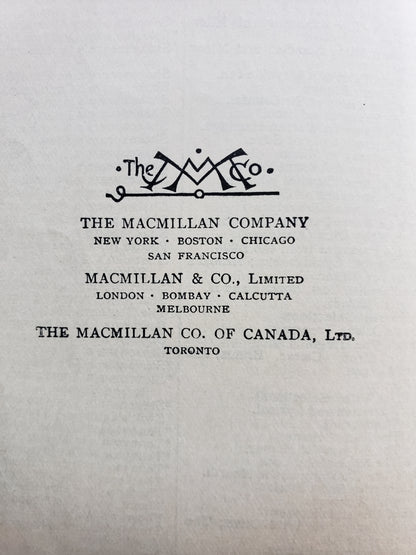 ·The TMMCo·
THE MACMILLAN COMPANY
NEW YORK · BOSTON · CHICAGO
SAN FRANCISCO
MACMILLAN & CO., LIMITED
LONDON · BOMBAY · CALCUTTA
MELBOURNE
THE MACMILLAN CO. OF CANADA, LTD.
TORONTO